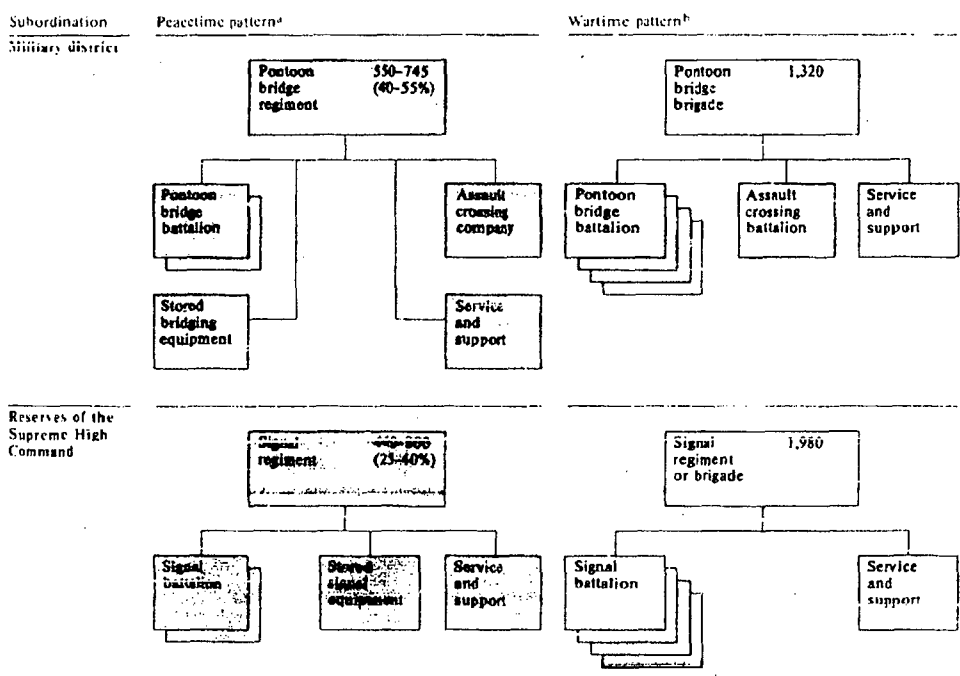 Subordination
Peacetime patternᵃ
Wartime patternᵇ
Military district
Pontoon 550–745
bridge (40–55%)
regiment
Pontoon 1,320
bridge
brigade
Pontoon
bridge
battalion
Assault
crossing
company
Stored
bridging
equipment
Service
and
support
Pontoon
bridge
battalion
Assault
crossing
battalion
Service
and
support
Reserves of the
Supreme High
Command
Signal
regiment (25–40%)
Signal 1,980
regiment
or brigade
Signal
battalion
Stored
signal
equipment
Service
and
support
Signal
battalion
Service
and
support